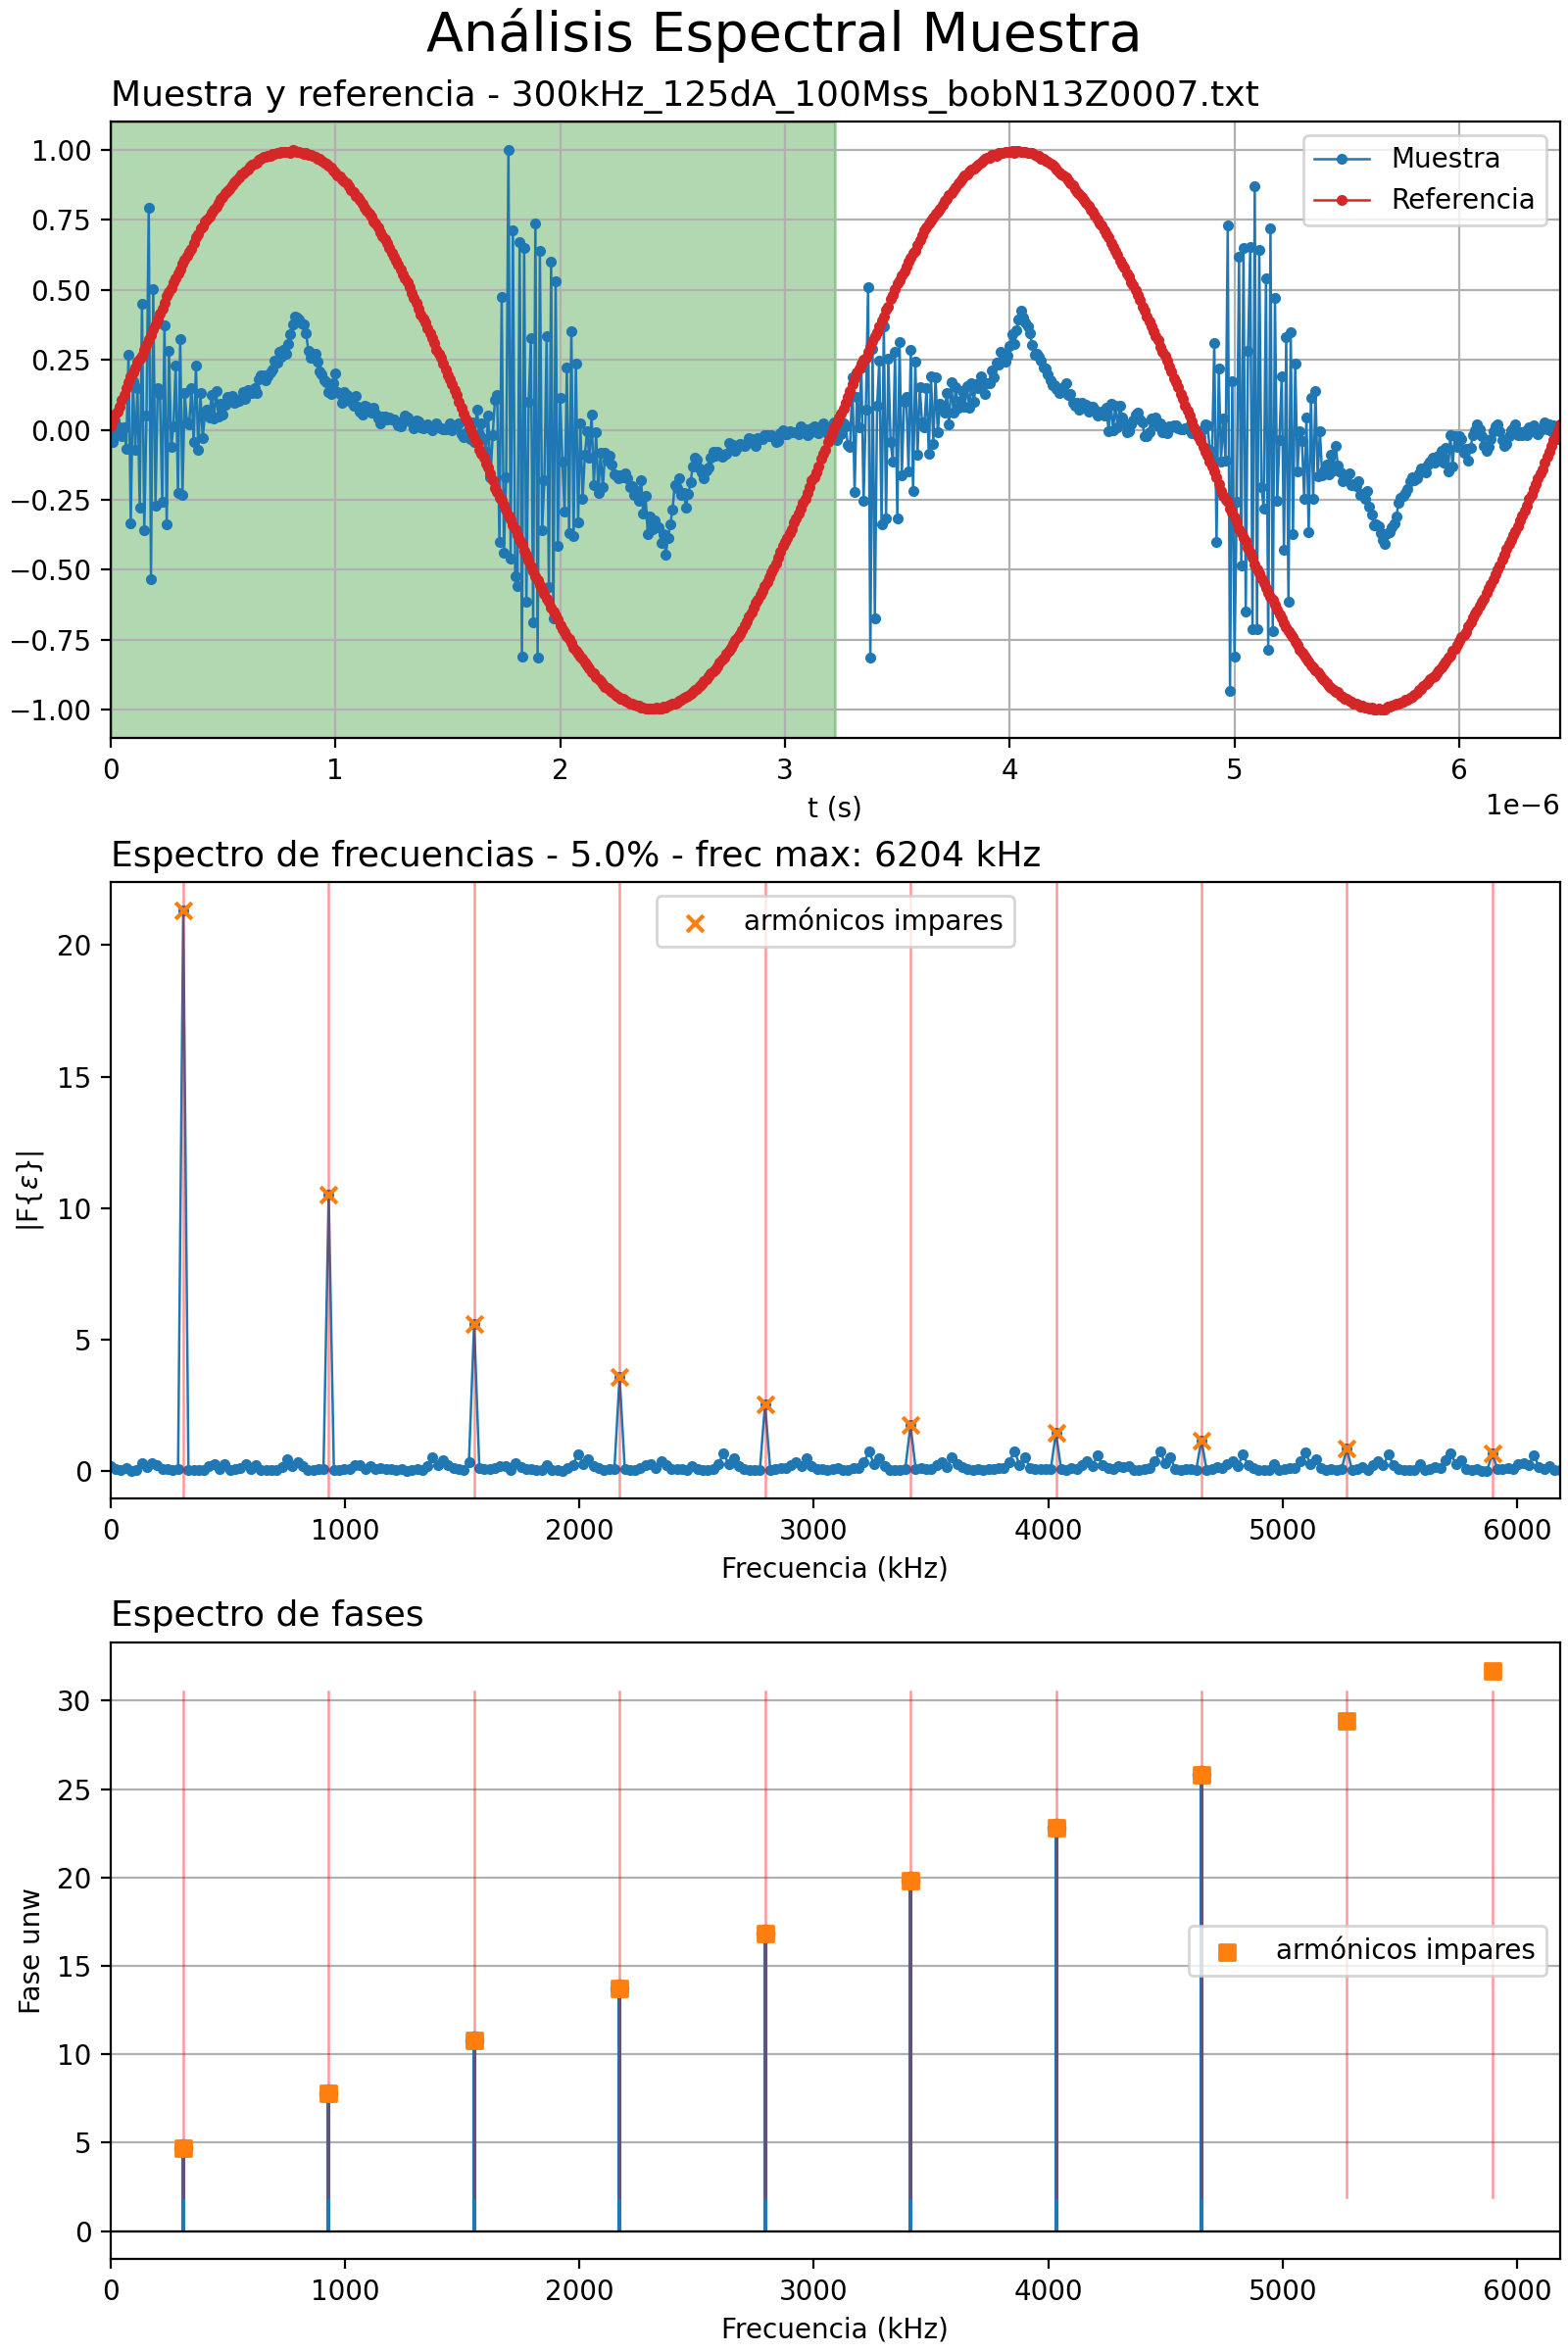 Análisis Espectral Muestra
Muestra y referencia - 300kHz_125dA_100Mss_bobN13Z0007.txt
1.00
0.75
0.50
0.25
0.00
−0.25
−0.50
−0.75
−1.00
Muestra
Referencia
0 1 2 3 4 5 6
t (s)
1e−6
Espectro de frecuencias - 5.0% - frec max: 6204 kHz
armónicos impares
20
15
10
5
0
|F{ε}|
0 1000 2000 3000 4000 5000 6000
Frecuencia (kHz)
Espectro de fases
30
25
20
15
10
5
0
Fase unw
armónicos impares
0 1000 2000 3000 4000 5000 6000
Frecuencia (kHz)